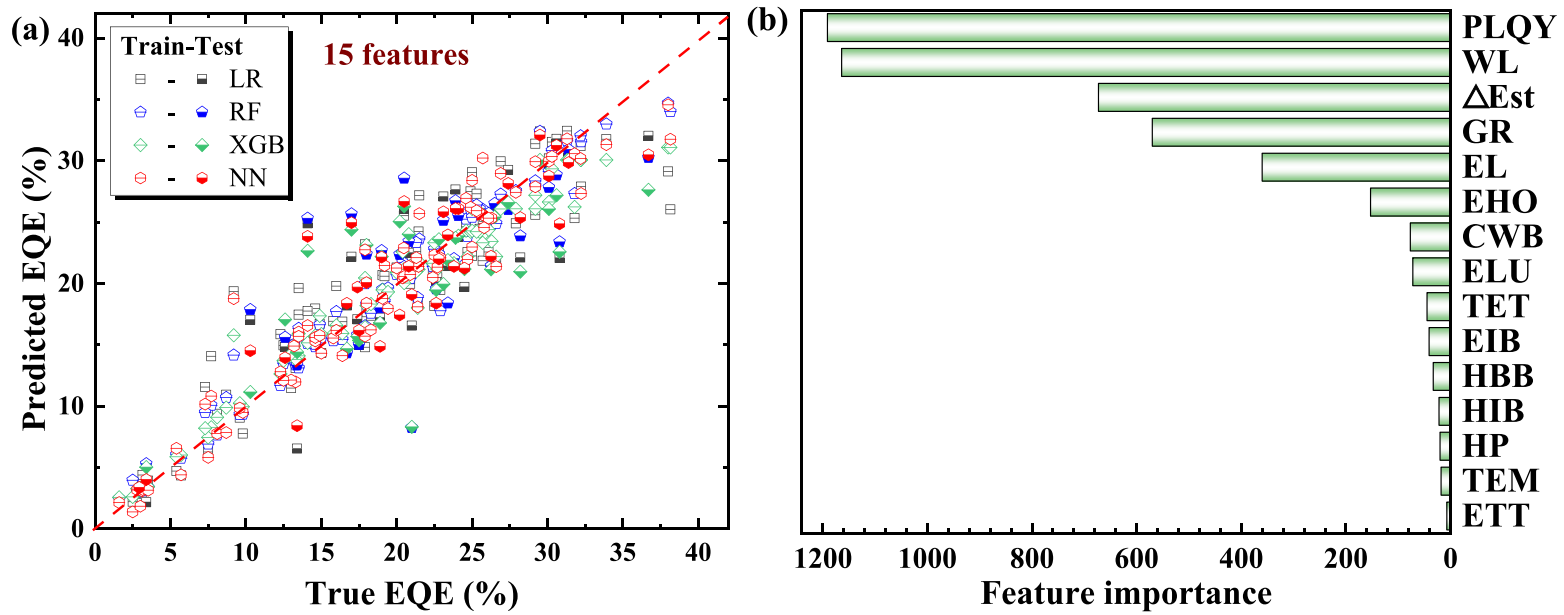 (a)
Train-Test
LR
RF
XGB
NN
15 features
40
30
20
10
0
0 5 10 15 20 25 30 35 40
Predicted EQE (%)
True EQE (%)
(b)
PLQY
WL
△Est
GR
EL
EHO
CWB
ELU
TET
EIB
HBB
HIB
HP
TEM
ETT
1200 1000 800 600 400 200 0
Feature importance